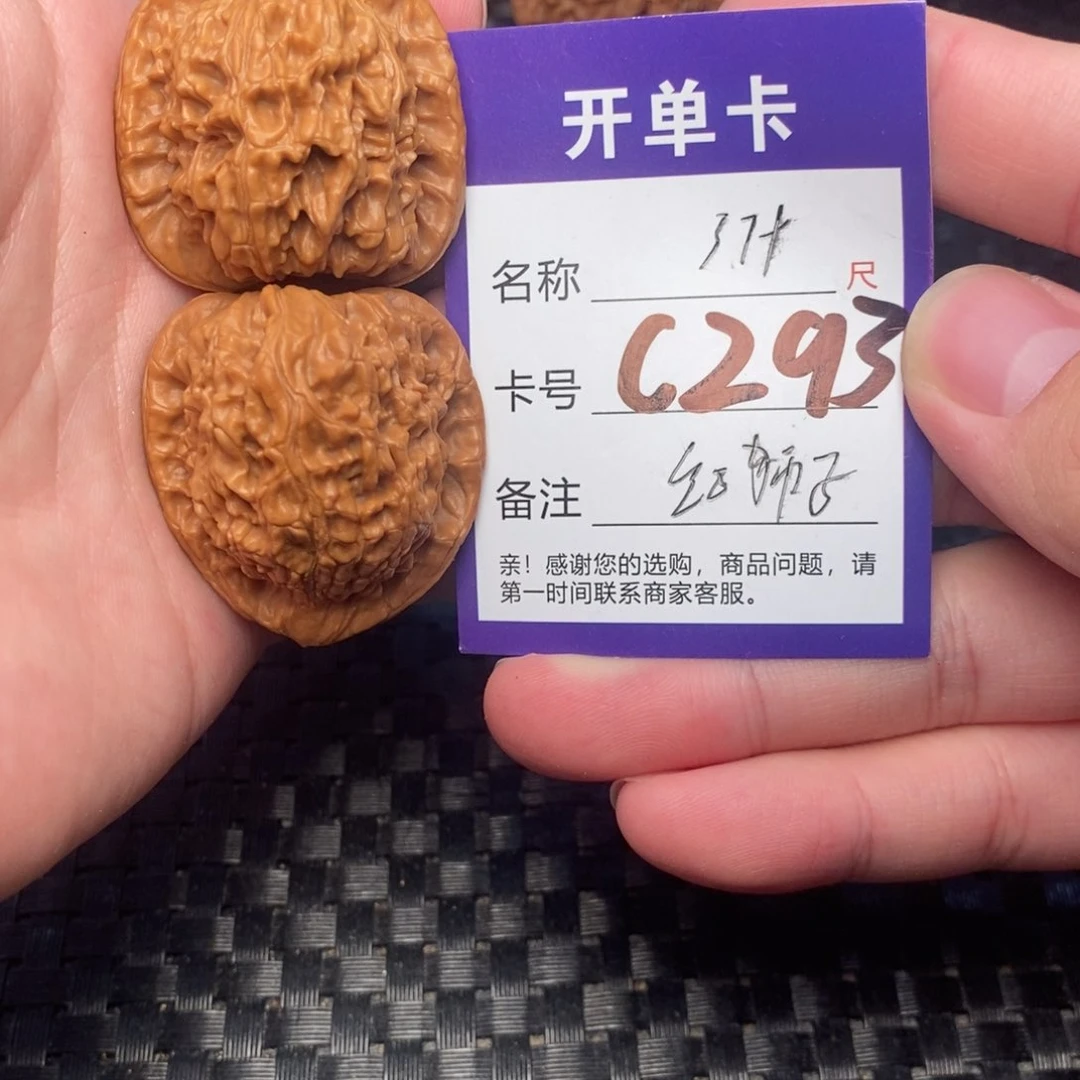 开单卡
名称 37#
尺
卡号 C293
备注 红狮子
亲！感谢您的选购，商品问题，请
第一时间联系商家客服。